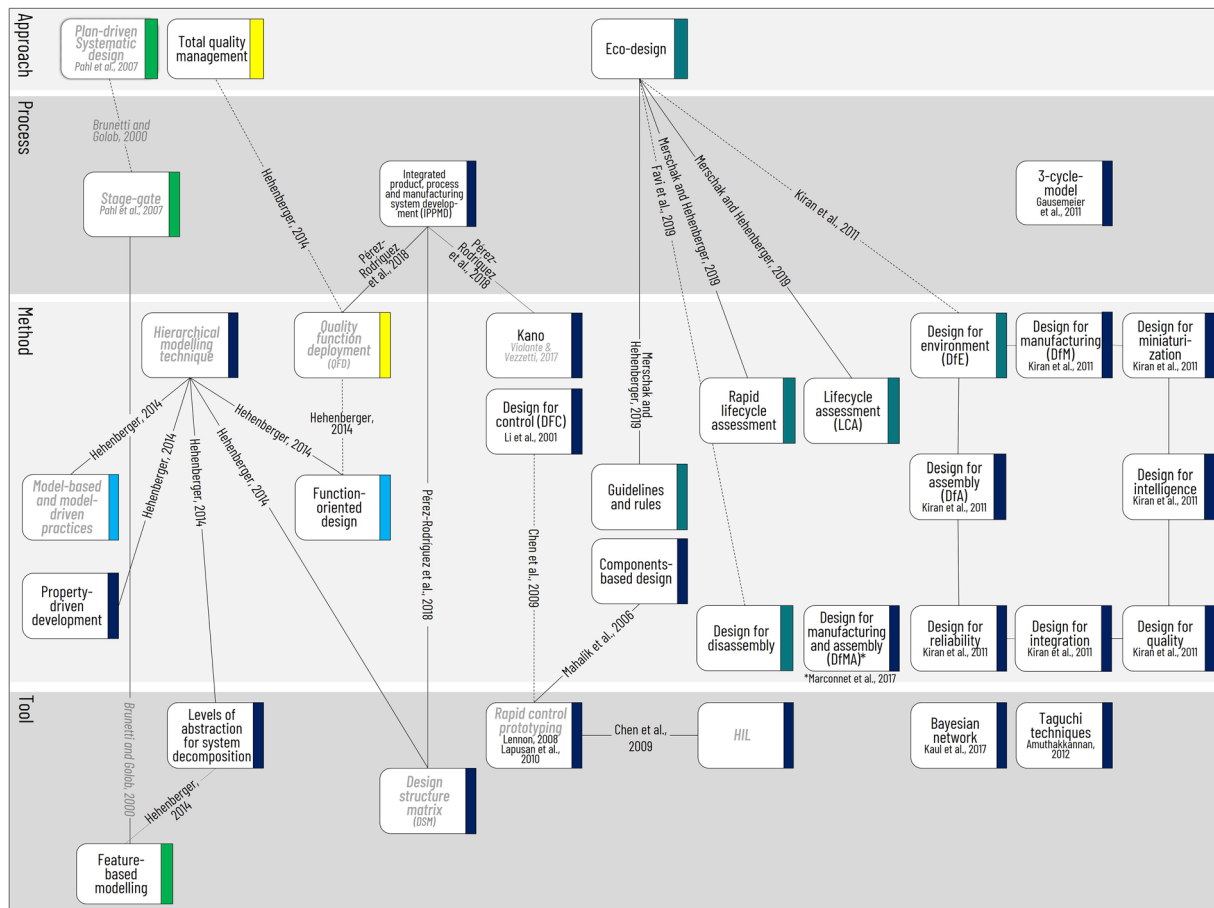 Approach
Plan-driven
Systematic
design
Pahl et al., 2007
Total quality
management
Eco-design
Process
Brunetti and
Golob, 2000
Stage-gate
Pahl et al., 2007
Hehenberger, 2014
Integrated
product, process
and manufacturing
system develop-
ment (IPPMD)
Pérez-
Rodriguez
et al., 2018
Pérez-
Rodriguez
et al., 2018
Favi et al., 2019
Merschak and Hehenberger, 2019
Merschak and Hehenberger, 2019
Kiran et al., 2011
3-cycle-
model
Gausemeier
et al., 2011
Method
Hierarchical
modelling
technique
Quality
function
deployment
(QFD)
Kano
Violante &
Vezzetti, 2017
Merschak and
Hehenberger, 2019
Design for
environment
(DfE)
Design for
manufacturing
(DfM)
Kiran et al., 2011
Design for
miniaturi-
zation
Kiran et al., 2011
Rapid
lifecycle
assessment
Lifecycle
assessment
(LCA)
Design for
control (DFC)
Li et al., 2001
Hehenberger, 2014
Hehenberger, 2014
Hehenberger, 2014
Hehenberger, 2014
Hehenberger, 2014
Hehenberger,
2014
Model-based
and model-
driven
practices
Function-
oriented
design
Guidelines
and rules
Design for
assembly
(DfA)
Kiran et al., 2011
Design for
intelligence
Kiran et al., 2011
Pérez-Rodriguez et al., 2018
Chen et al., 2009
Components-
based design
Property-
driven
development
Mahalik et al., 2006
Design for
disassembly
Design for
manufacturing
and assembly
(DfMA)*
*Marconnet et al., 2017
Design for
reliability
Kiran et al., 2011
Design for
integration
Kiran et al., 2011
Design for
quality
Kiran et al., 2011
Tool
Brunetti and Golob, 2000
Levels of
abstraction
for system
decomposition
Hehenberger,
2014
Design
structure
matrix
(DSM)
Rapid control
prototyping
Lennon, 2008
Lapusan et al.,
2010
Chen et al.,
2009
HIL
Bayesian
network
Kaul et al., 2017
Taguchi
techniques
Amuthakkannan,
2012
Feature-
based
modelling